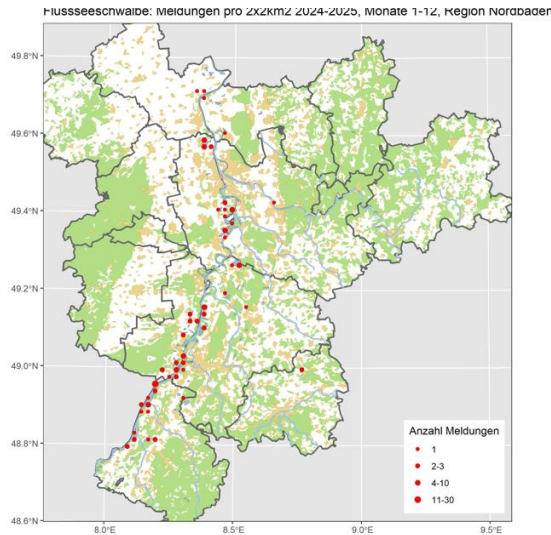 Flussseeschwalbe: Meldungen pro 2x2km2 2024-2025, Monate 1-12, Region Nordbaden
49.8°N
49.6°N
49.4°N
49.2°N
49.0°N
48.8°N
48.6°N
Anzahl Meldungen
1
2-3
4-10
11-30
8.0°E 8.5°E 9.0°E 9.5°E